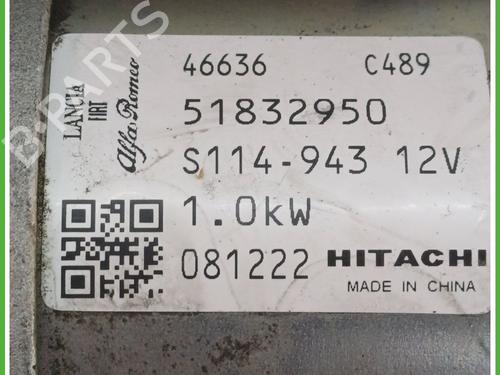 46636 C489
LANCIA
FIAT
Alfa Romeo
51832950
S114-943 12V
1.0kW
081222 HITACHI
MADE IN CHINA
B-PARTS